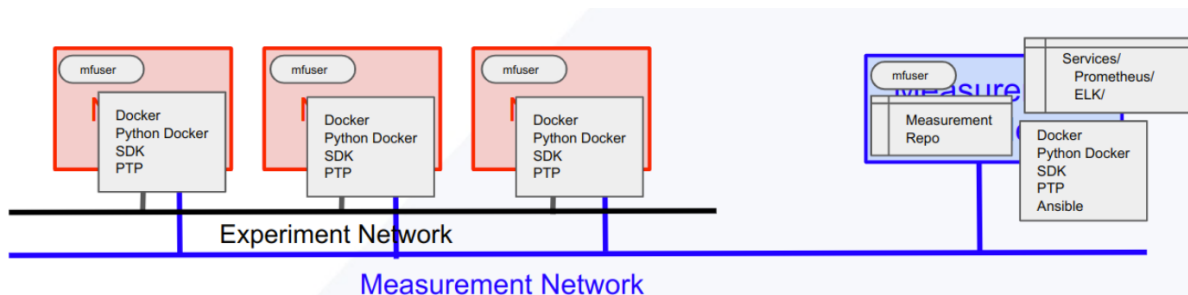 mfuser
Docker
Python Docker
SDK
PTP
mfuser
Docker
Python Docker
SDK
PTP
mfuser
Docker
Python Docker
SDK
PTP
mfuser
Measurement
Repo
Services/
Prometheus/
ELK/
Docker
Python Docker
SDK
PTP
Ansible
Experiment Network
Measurement Network